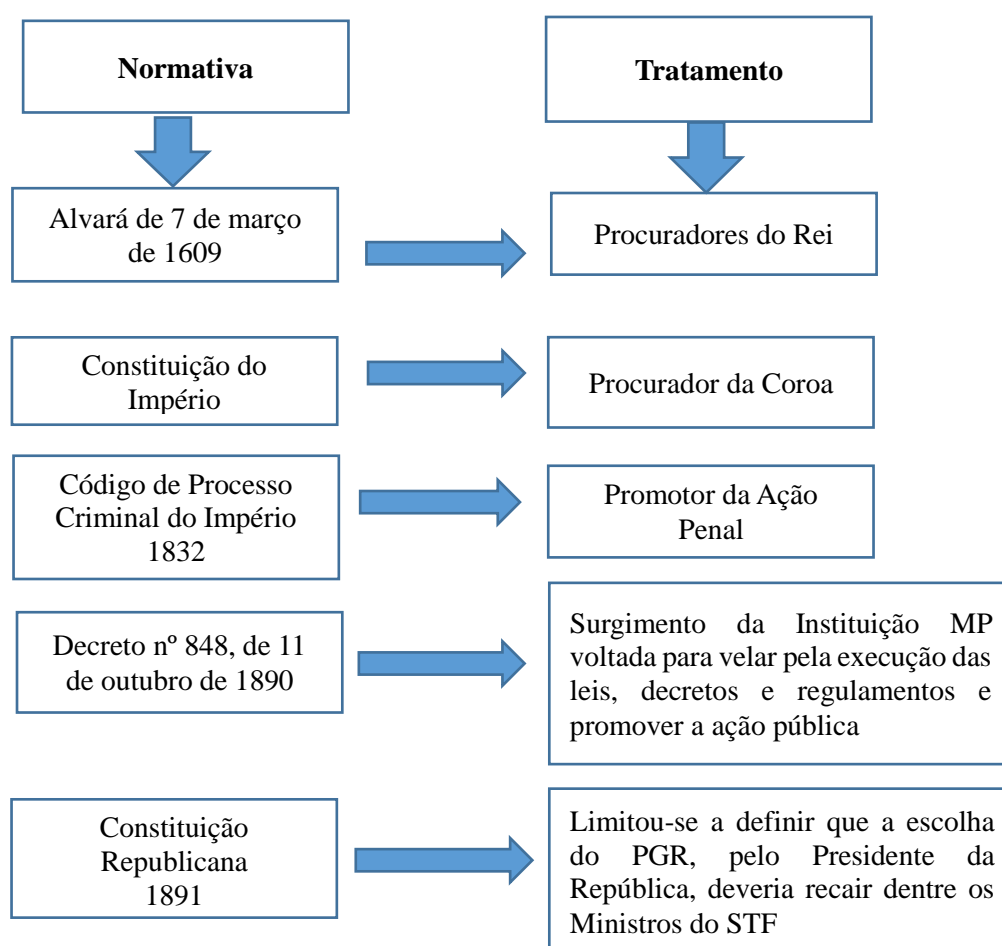 Normativa
Tratamento
Alvará de 7 de março
de 1609
Procuradores do Rei
Constituição do
Império
Procurador da Coroa
Código de Processo
Criminal do Império
1832
Promotor da Ação
Penal
Decreto nº 848, de 11
de outubro de 1890
Surgimento da Instituição MP
voltada para velar pela execução das
leis, decretos e regulamentos e
promover a ação pública
Constituição
Republicana
1891
Limitou-se a definir que a escolha
do PGR, pelo Presidente da
República, deveria recair dentre os
Ministros do STF